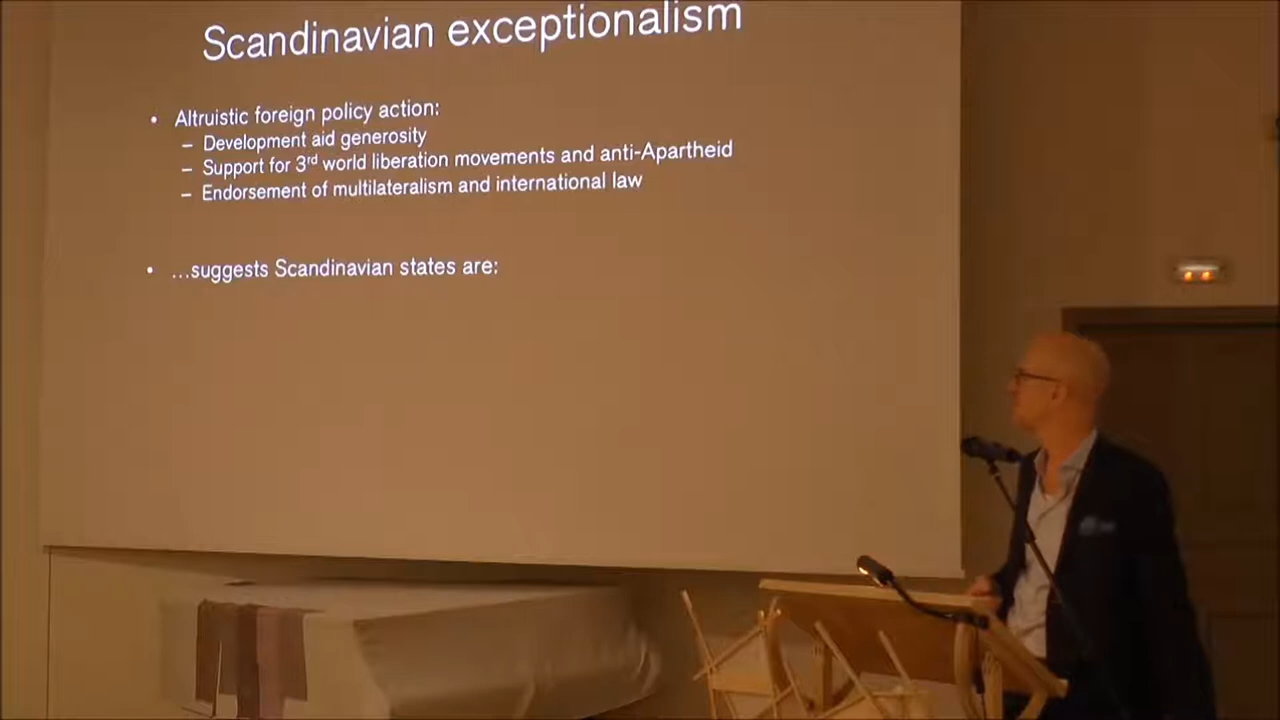 Scandinavian exceptionalism
• Altruistic foreign policy action:
– Development aid generosity
– Support for 3rd world liberation movements and anti-Apartheid
– Endorsement of multilateralism and international law
• ...suggests Scandinavian states are: